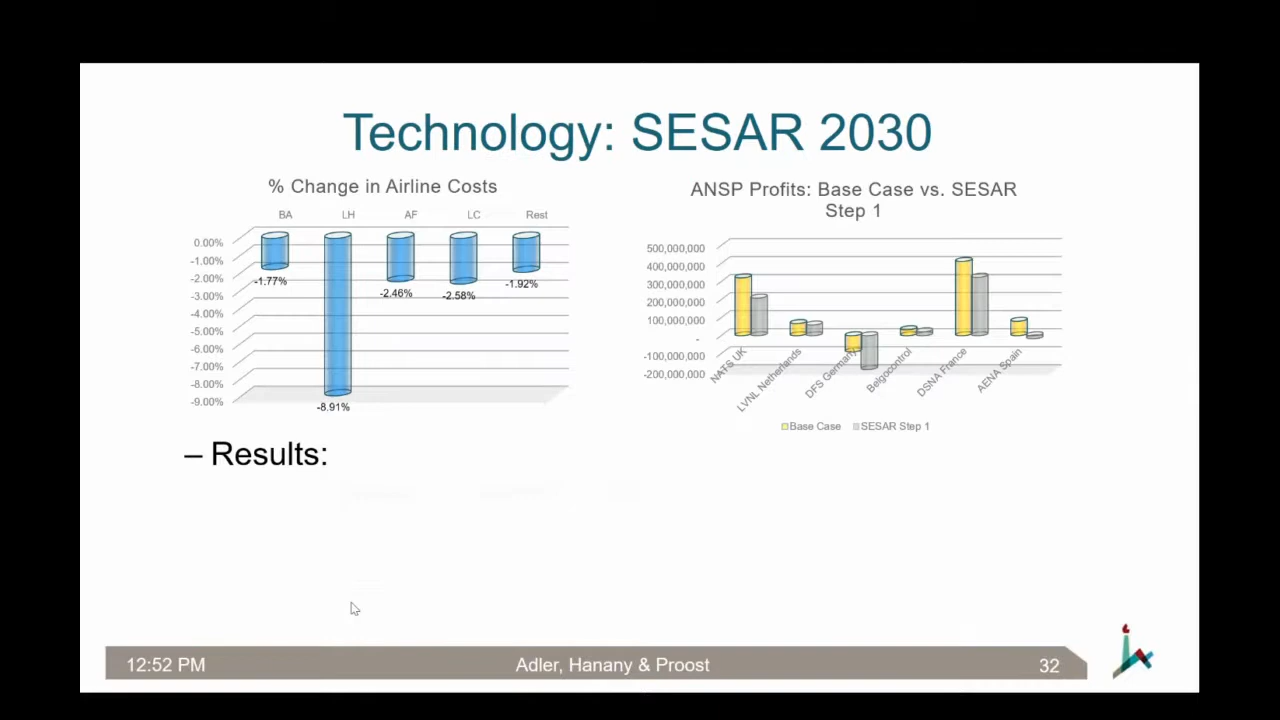 Technology: SESAR 2030
% Change in Airline Costs
BA LH AF LC Rest
0.00%
-1.00%
-2.00%
-3.00%
-4.00%
-5.00%
-6.00%
-7.00%
-8.00%
-9.00%
-1.77%
-8.91%
-2.46%
-2.58%
-1.92%
ANSP Profits: Base Case vs. SESAR
Step 1
500,000,000
400,000,000
300,000,000
200,000,000
100,000,000
-
-100,000,000
-200,000,000
NATS UK
LVNL Netherlands
DFS Germany
Belgocontrol
DSNA France
AENA Spain
Base Case SESAR Step 1
– Results:
12:52 PM Adler, Hanany & Proost 32